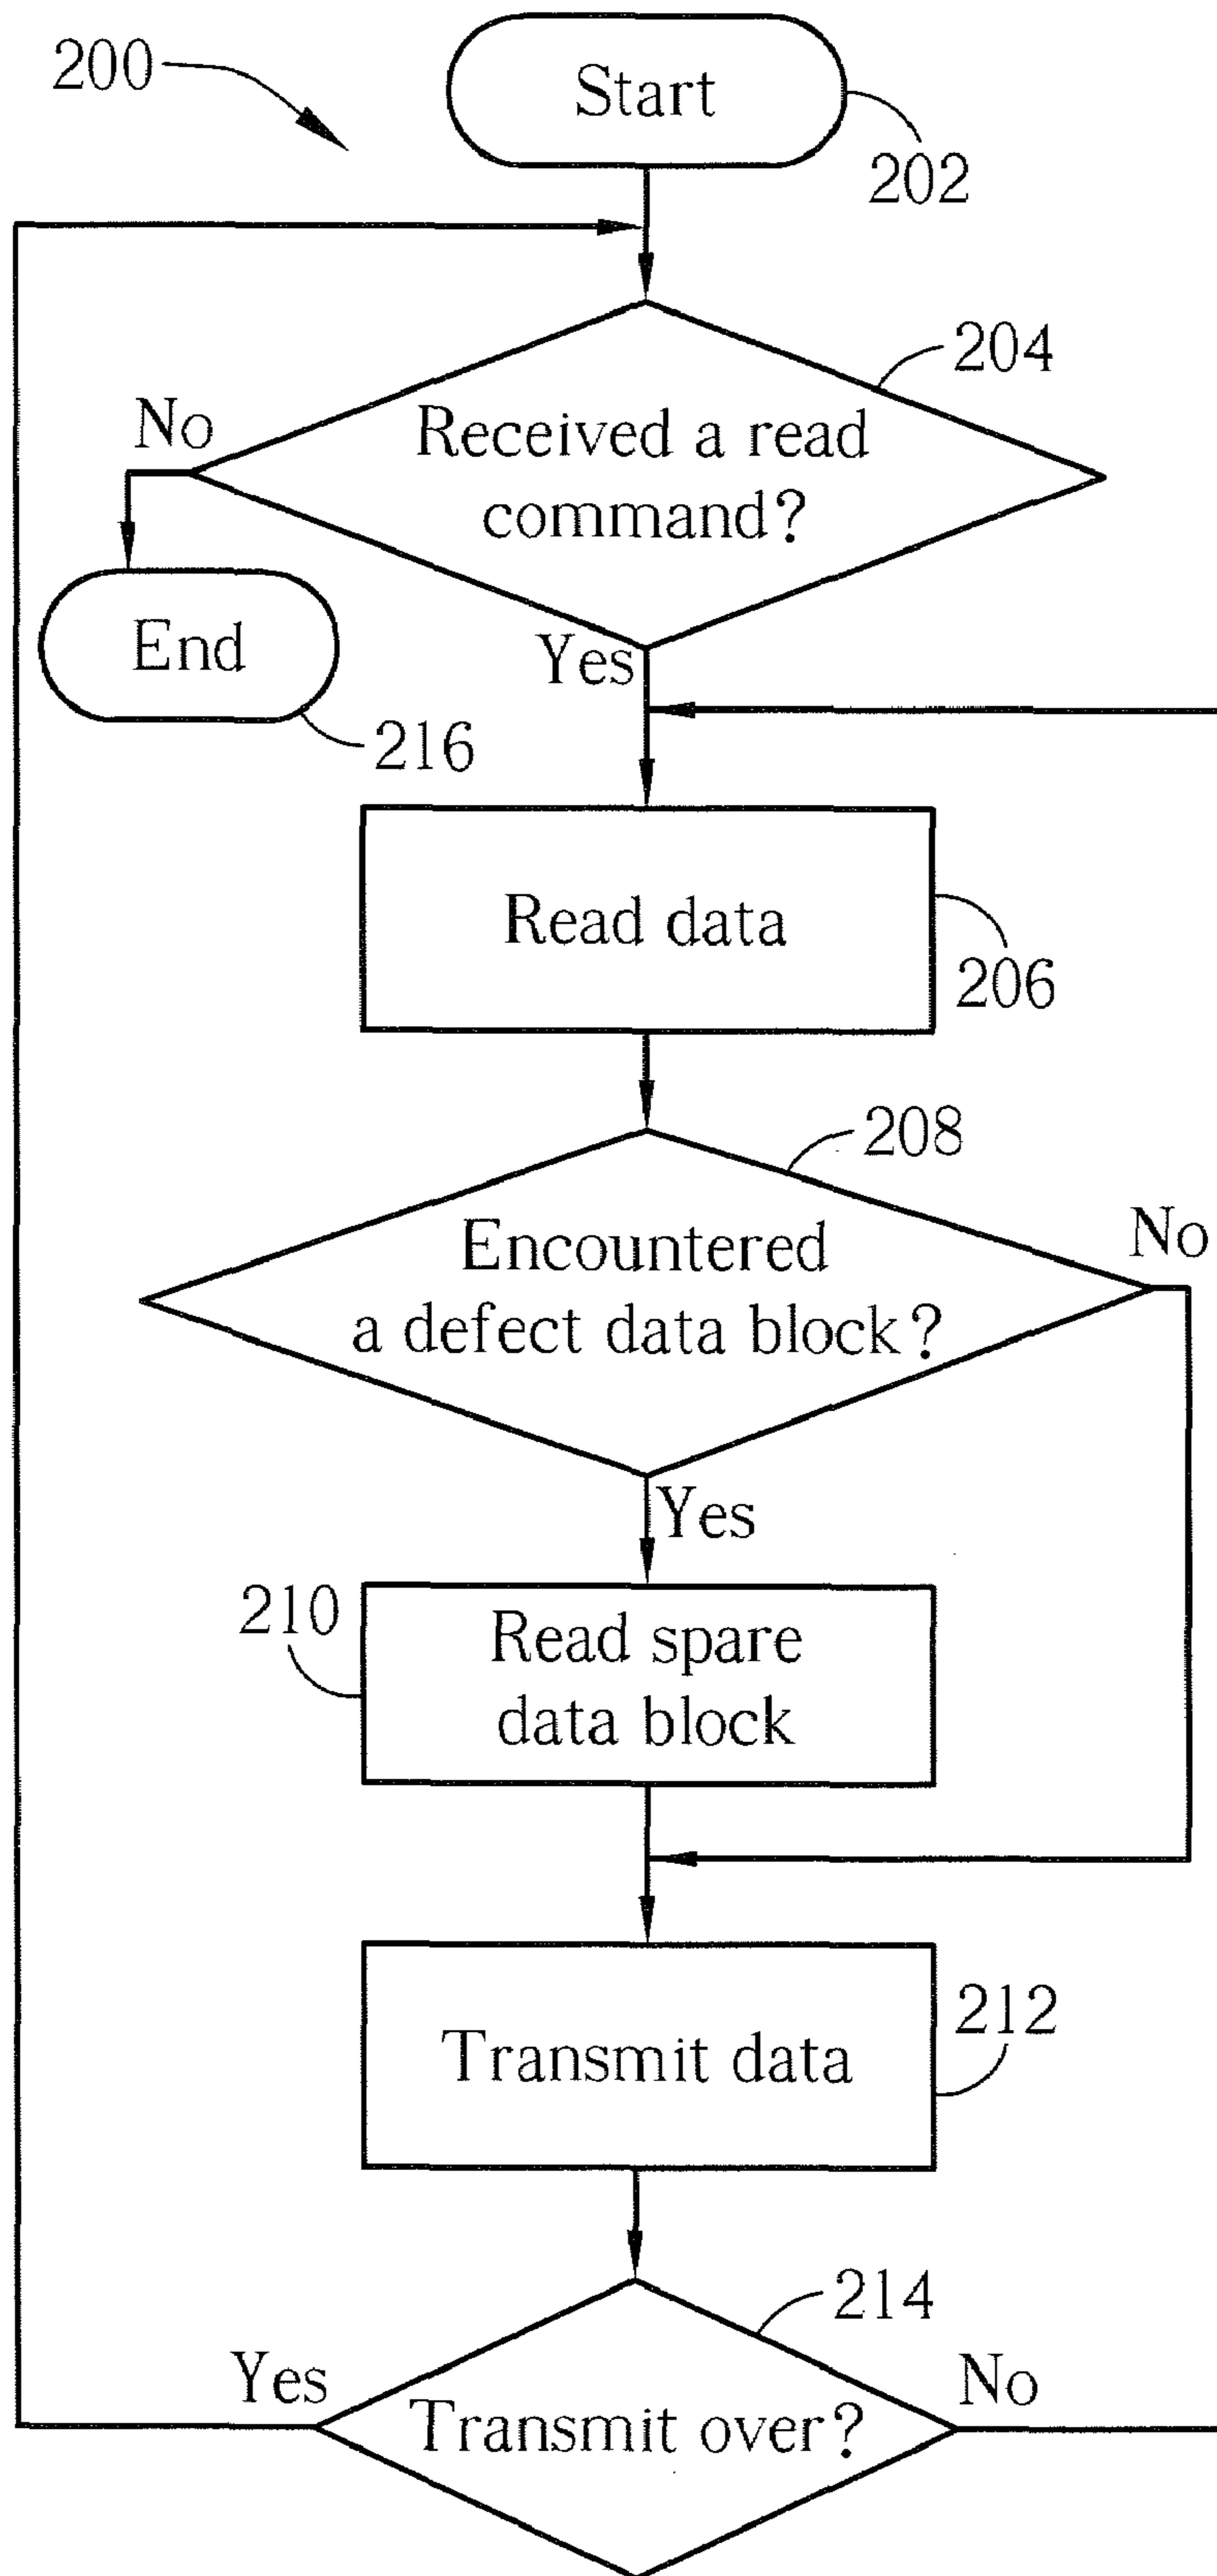 200
Start
202
204
No
Received a read
command?
End
Yes
216
Read data
206
208
No
Encountered
a defect data block?
Yes
210
Read spare
data block
212
Transmit data
214
Yes
No
Transmit over?